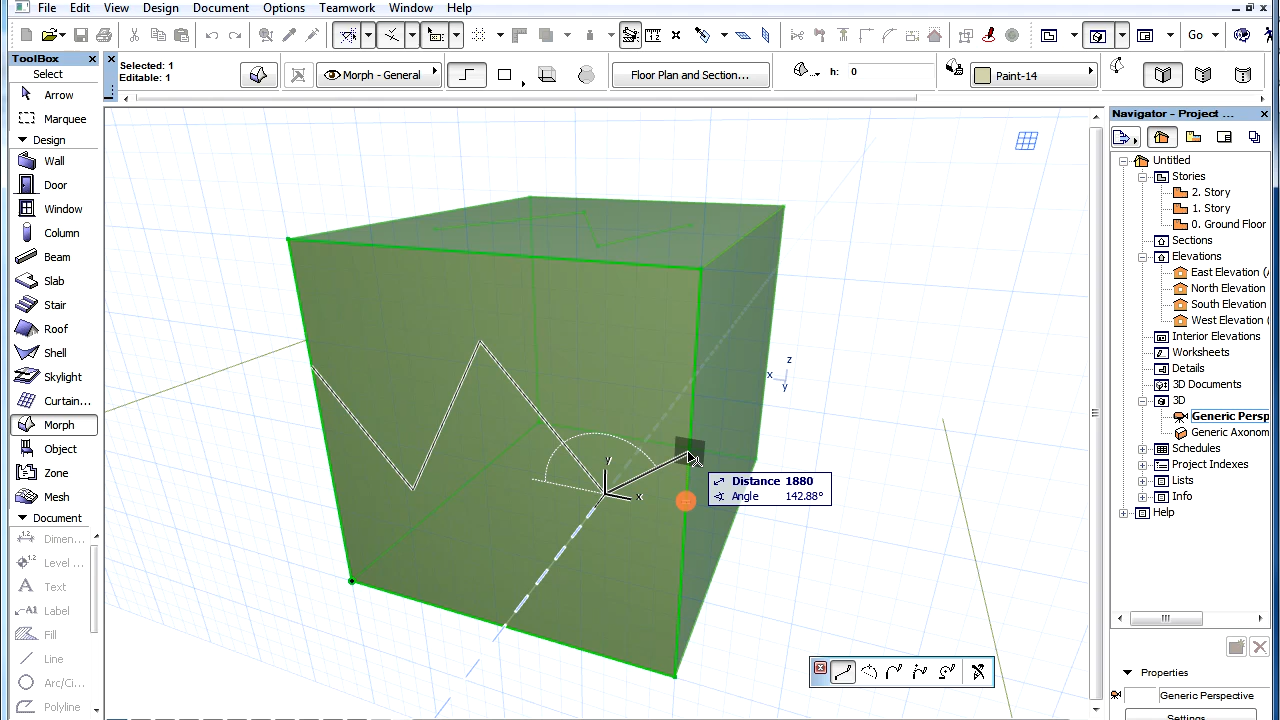 File Edit View Design Document Options Teamwork Window Help
Go
ToolBox
Select
Arrow
Marquee
Design
Wall
Door
Window
Column
Beam
Slab
Stair
Roof
Shell
Skylight
Curtain...
Morph
Object
Zone
Mesh
Document
Dimen...
Level ...
Text
A1 Label
Fill
Line
Arc/Ci...
Polyline
Selected: 1
Editable: 1
Morph - General
Floor Plan and Section...
h: 0
Paint-14
z
x
y
y
x
Distance 1880
Angle 142.88°
Navigator - Project ...
Untitled
Stories
2. Story
1. Story
0. Ground Floor
Sections
Elevations
East Elevation (A
North Elevation
South Elevation
West Elevation (
Interior Elevations
Worksheets
Details
3D Documents
3D
Generic Persp
Generic Axonom
Schedules
Project Indexes
Lists
Info
Help
Properties
Generic Perspective
Settings...